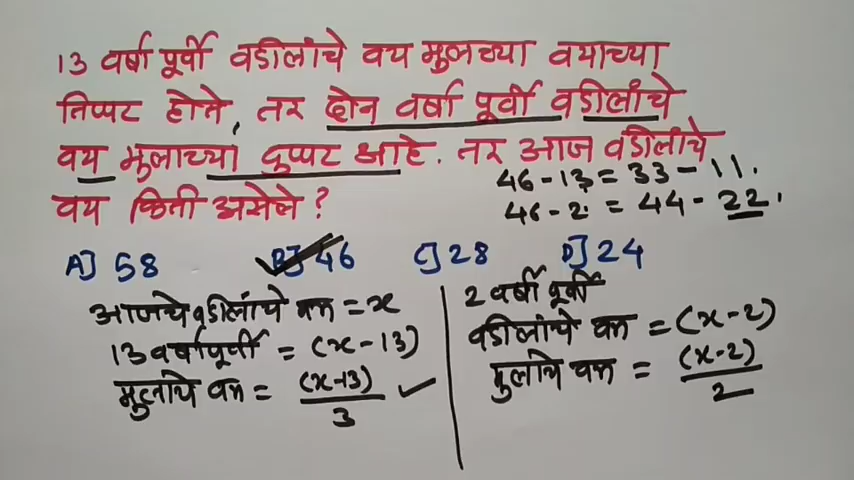 13 वर्षा पूर्वी वडीलांचे वय मुलच्या वयाच्या
तिप्पट होते, तर दोन वर्षा पूर्वी वडीलांचे
वय मुलाच्या दुप्पट आहे. तर आज वडीलांचे
वय किती असेले ?
46 - 13 = 33 - 11.
46 - 2 = 44 - 22.
A] 58 B] 46 C] 28 D] 24
आजचे वडीलांचे वय = x
13 वर्षापूर्वी = (x - 13)
मुलाचे वय = (x-13)
3
2 वर्षी पूर्वी
वडीलांचे वय = (x - 2)
मुलाचे वय = (x-2)
2